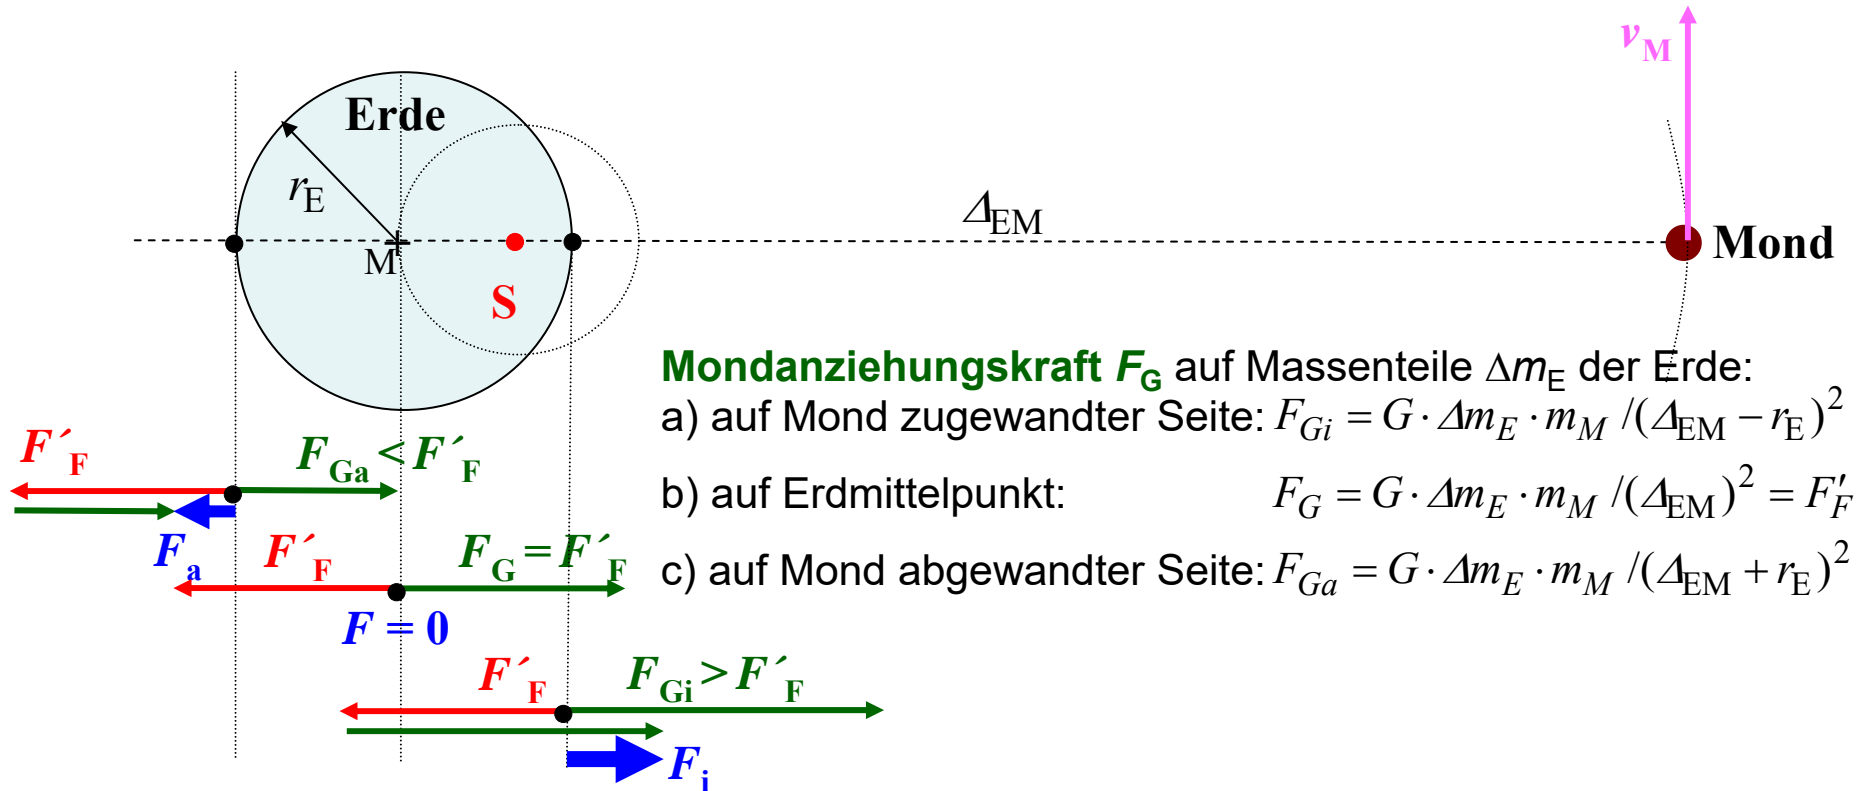 v_M
Erde
r_E
Δ_EM
M
Mond
S
Mondanziehungskraft F_G auf Massenteile Δm_E der Erde:
a) auf Mond zugewandter Seite: F_Gi = G · Δm_E · m_M /(Δ_EM − r_E)²
F´_F
F_Ga < F´_F
b) auf Erdmittelpunkt: F_G = G · Δm_E · m_M /(Δ_EM)² = F′_F
F_a
F´_F
F_G = F´_F
c) auf Mond abgewandter Seite: F_Ga = G · Δm_E · m_M /(Δ_EM + r_E)²
F = 0
F´_F
F_Gi > F´_F
F_i